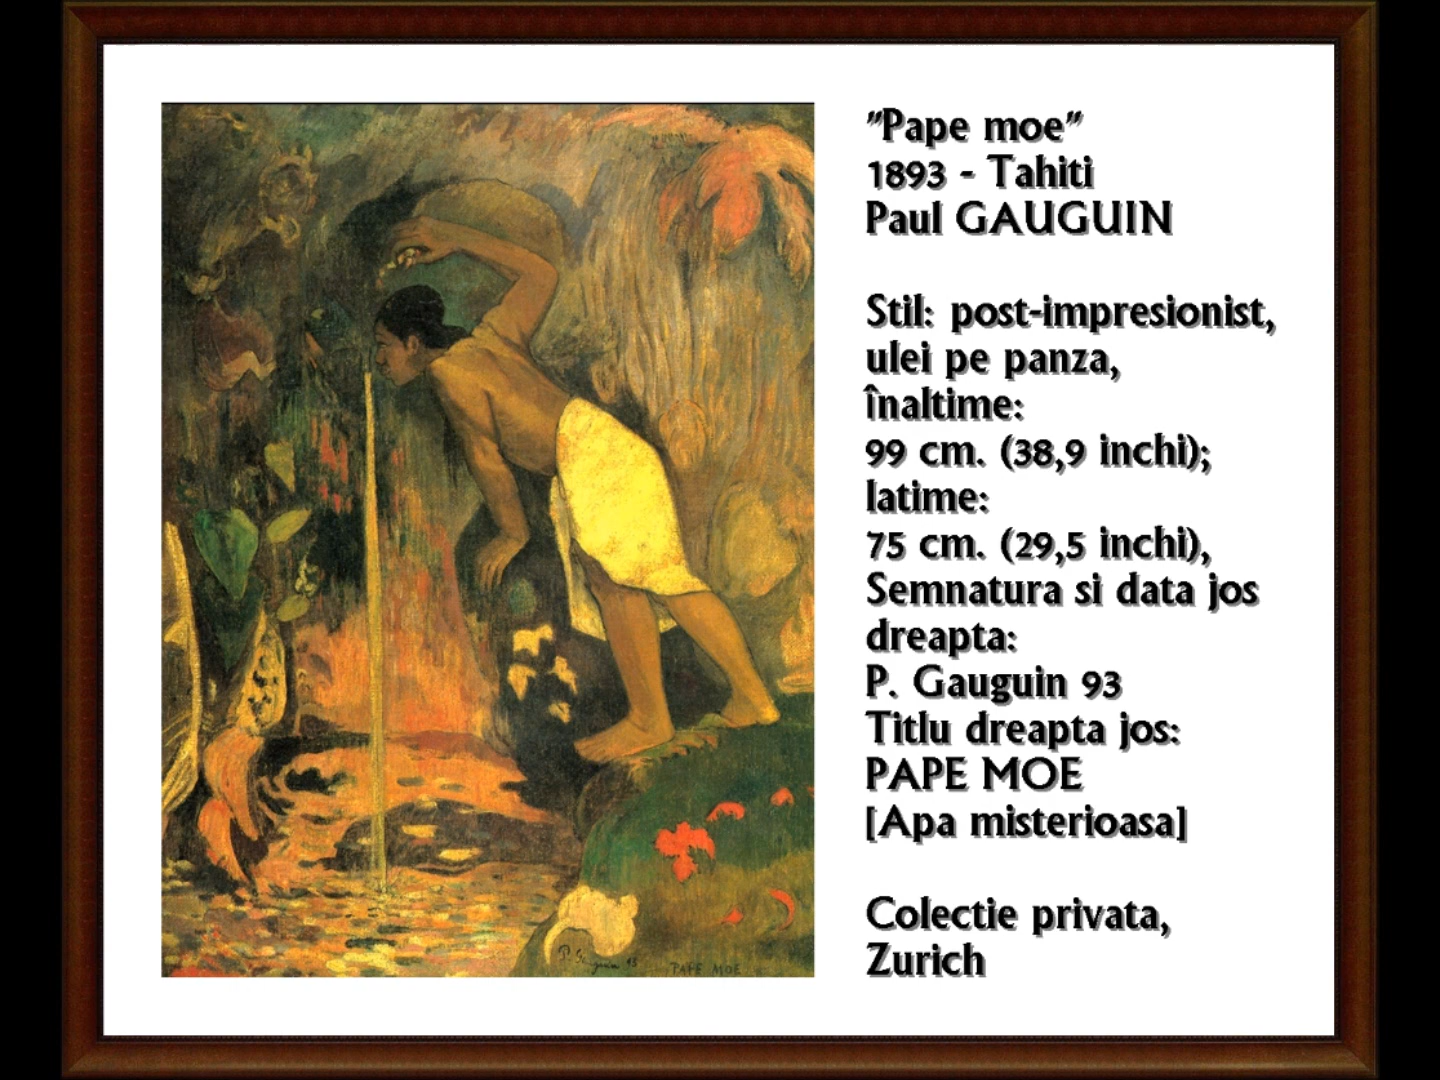 "Pape moe"
1893 - Tahiti
Paul GAUGUIN
Stil: post-impresionist,
ulei pe panza,
înaltime:
99 cm. (38,9 inchi);
latime:
75 cm. (29,5 inchi),
Semnatura si data jos
dreapta:
P. Gauguin 93
Titlu dreapta jos:
PAPE MOE
[Apa misterioasa]
Colectie privata,
Zurich
P. Gauguin 93
PAPE MOE